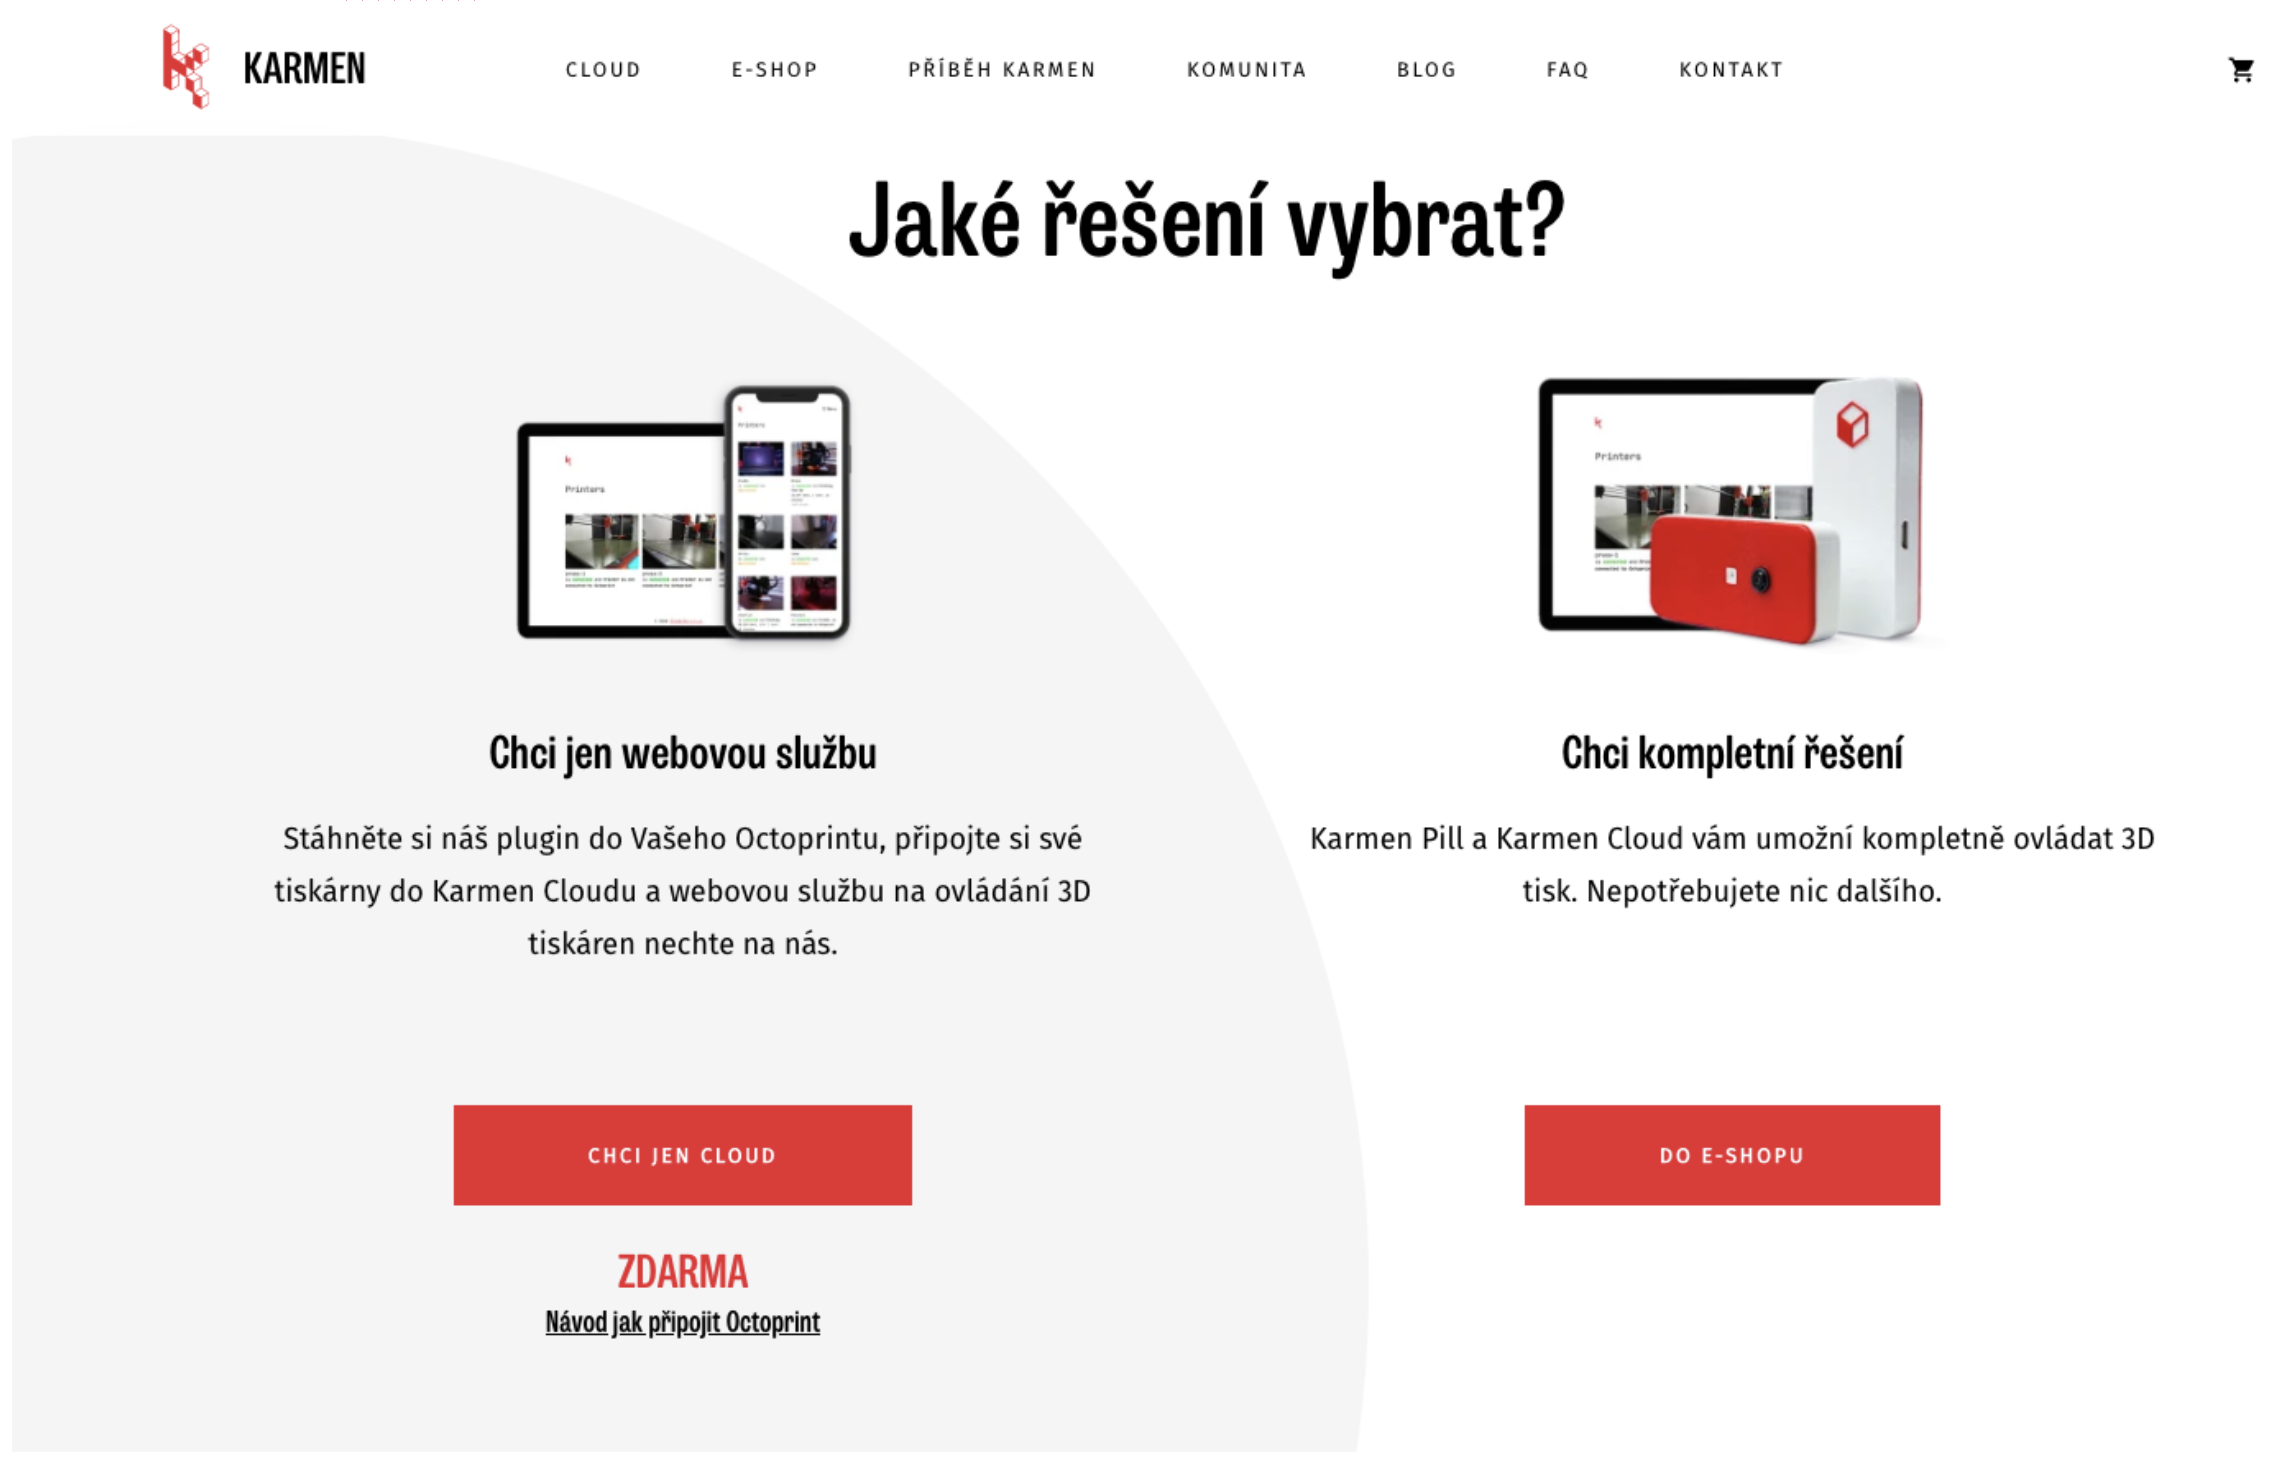 KARMEN
CLOUD
E-SHOP
PŘÍBĚH KARMEN
KOMUNITA
BLOG
FAQ
KONTAKT
Jaké řešení vybrat?
Printers
Printers
Printers
Chci jen webovou službu
Stáhněte si náš plugin do Vašeho Octoprintu, připojte si své
tiskárny do Karmen Cloudu a webovou službu na ovládání 3D
tiskáren nechte na nás.
CHCI JEN CLOUD
ZDARMA
Návod jak připojit Octoprint
Chci kompletní řešení
Karmen Pill a Karmen Cloud vám umožní kompletně ovládat 3D
tisk. Nepotřebujete nic dalšího.
DO E-SHOPU